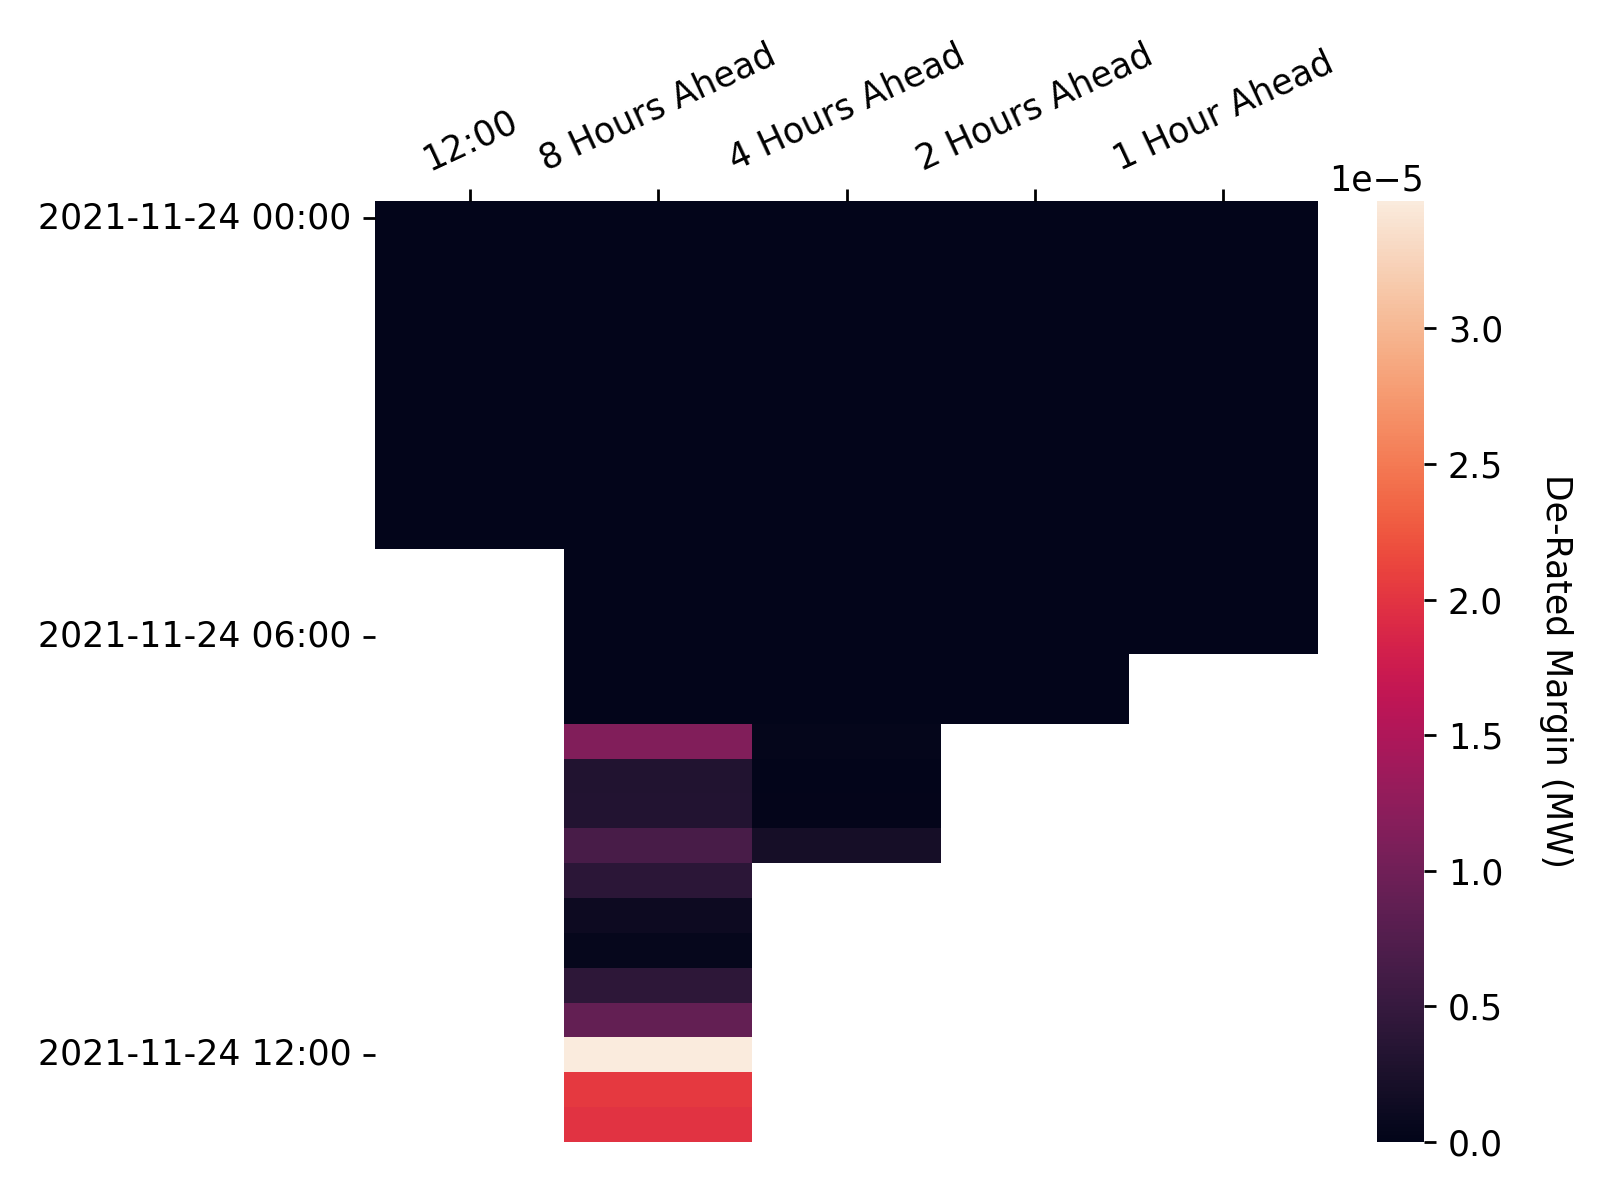 12:00
8 Hours Ahead
4 Hours Ahead
2 Hours Ahead
1 Hour Ahead
1e−5
2021-11-24 00:00
2021-11-24 06:00
2021-11-24 12:00
3.0
2.5
2.0
1.5
1.0
0.5
0.0
De-Rated Margin (MW)